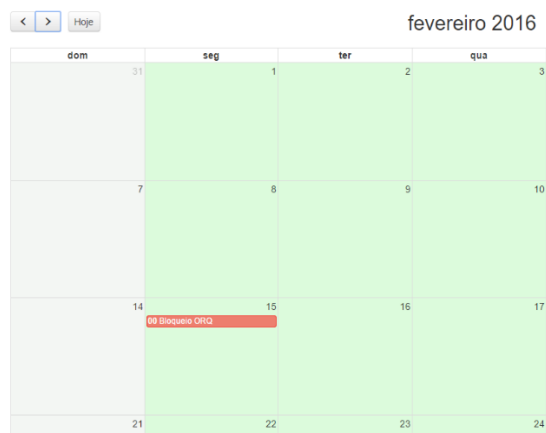 Hoje
fevereiro 2016
dom seg ter qua
31 1 2 3
7 8 9 10
14 15 16 17
00 Bloqueio ORQ
21 22 23 24